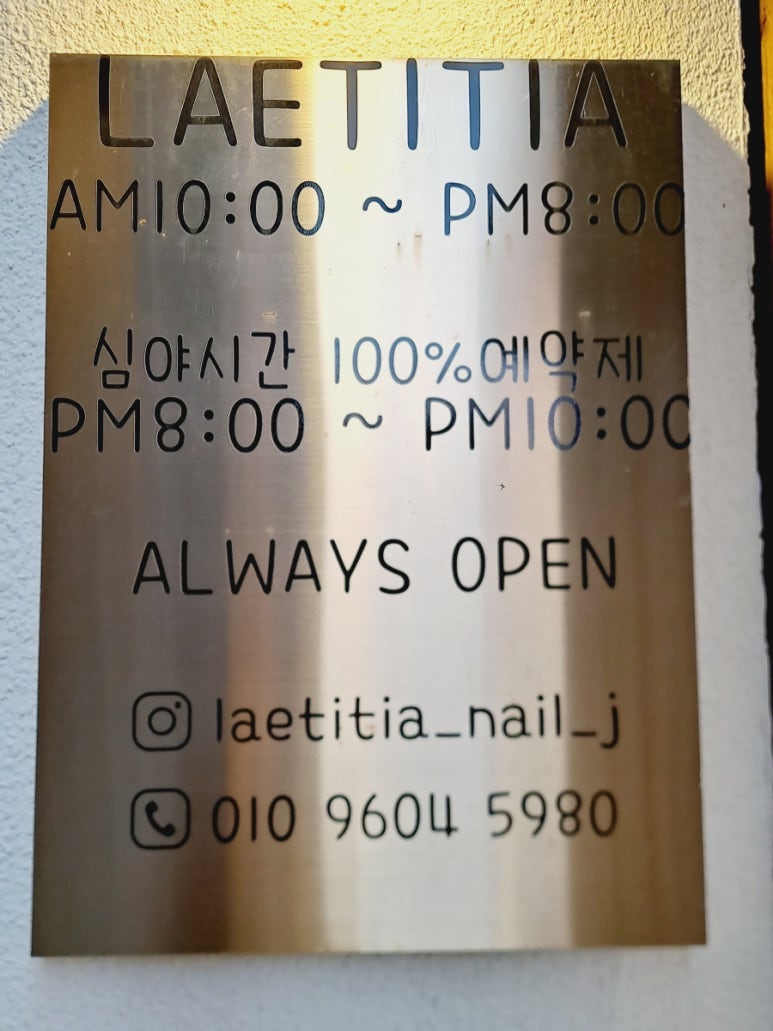 LAETITIA
AM10:00 ~ PM8:00
심야시간 100%예약제
PM8:00 ~ PM10:00
ALWAYS OPEN
laetitia_nail_j
010 9604 5980